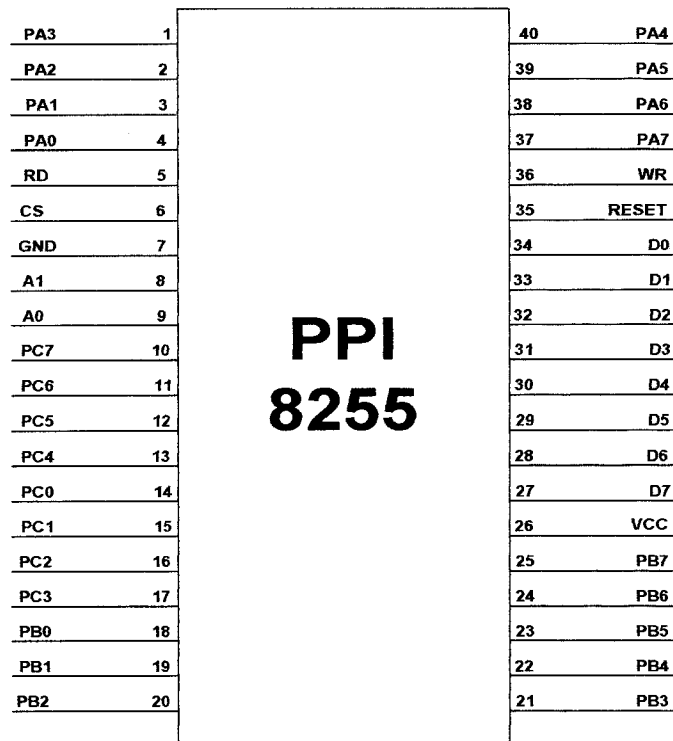 PA3 1 40 PA4
PA2 2 39 PA5
PA1 3 38 PA6
PA0 4 37 PA7
RD 5 36 WR
CS 6 35 RESET
GND 7 34 D0
A1 8 33 D1
A0 9 32 D2
PC7 10 31 D3
PC6 11 30 D4
PC5 12 29 D5
PC4 13 28 D6
PC0 14 27 D7
PC1 15 26 VCC
PC2 16 25 PB7
PC3 17 24 PB6
PB0 18 23 PB5
PB1 19 22 PB4
PB2 20 21 PB3
PPI
8255